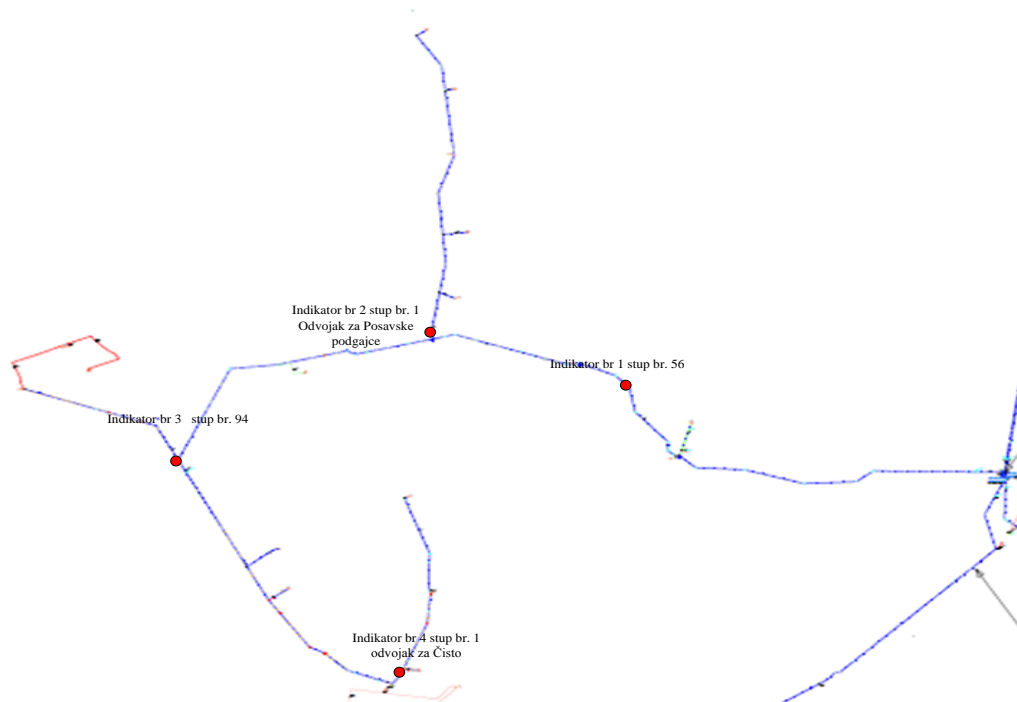 Indikator br 2 stup br. 1
Odvojak za Posavske
podgajce
Indikator br 1 stup br. 56
Indikator br 3 stup br. 94
Indikator br 4 stup br. 1
odvojak za Čisto